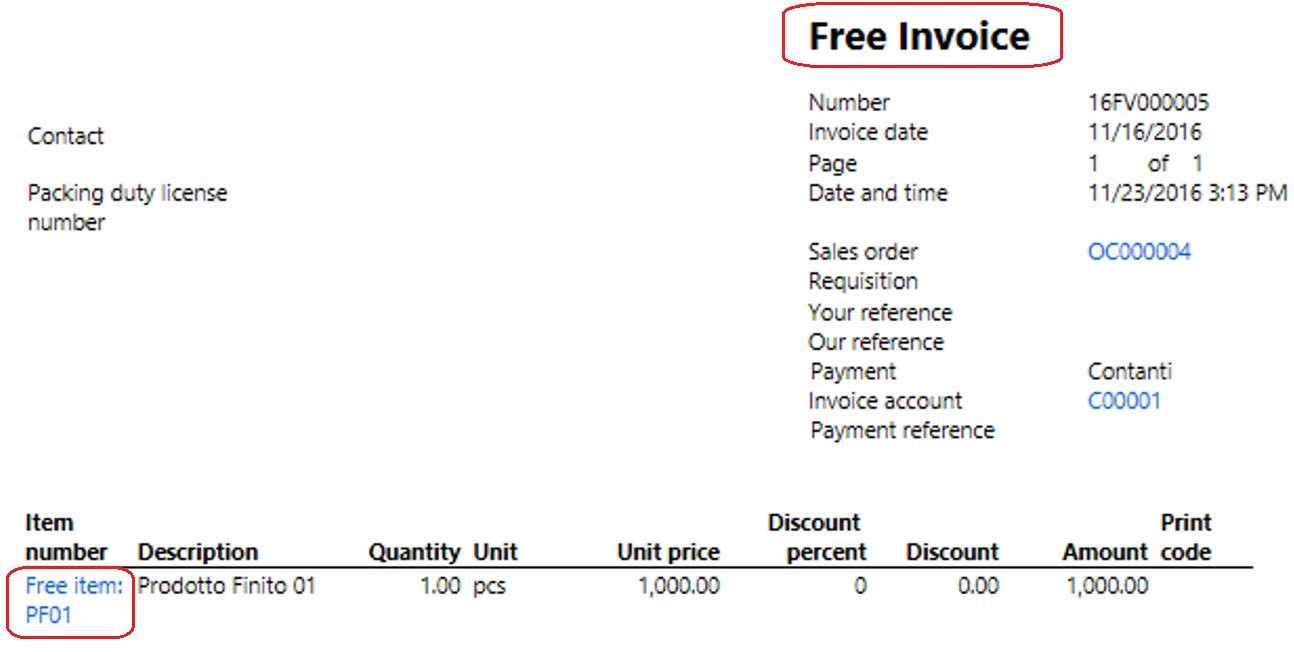 Free Invoice
Number 16FV000005
Invoice date 11/16/2016
Page 1 of 1
Date and time 11/23/2016 3:13 PM
Contact
Packing duty license
number
Sales order OC000004
Requisition
Your reference
Our reference
Payment Contanti
Invoice account C00001
Payment reference
Item Discount Print
number Description Quantity Unit Unit price percent Discount Amount code
Free item: Prodotto Finito 01 1.00 pcs 1,000.00 0 0.00 1,000.00
PF01